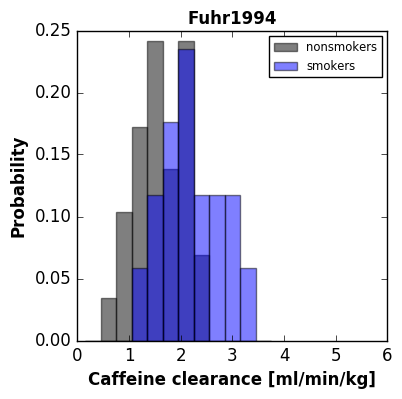 Fuhr1994
nonsmokers
smokers
0.25
0.20
0.15
0.10
0.05
0.00
Probability
0 1 2 3 4 5 6
Caffeine clearance [ml/min/kg]